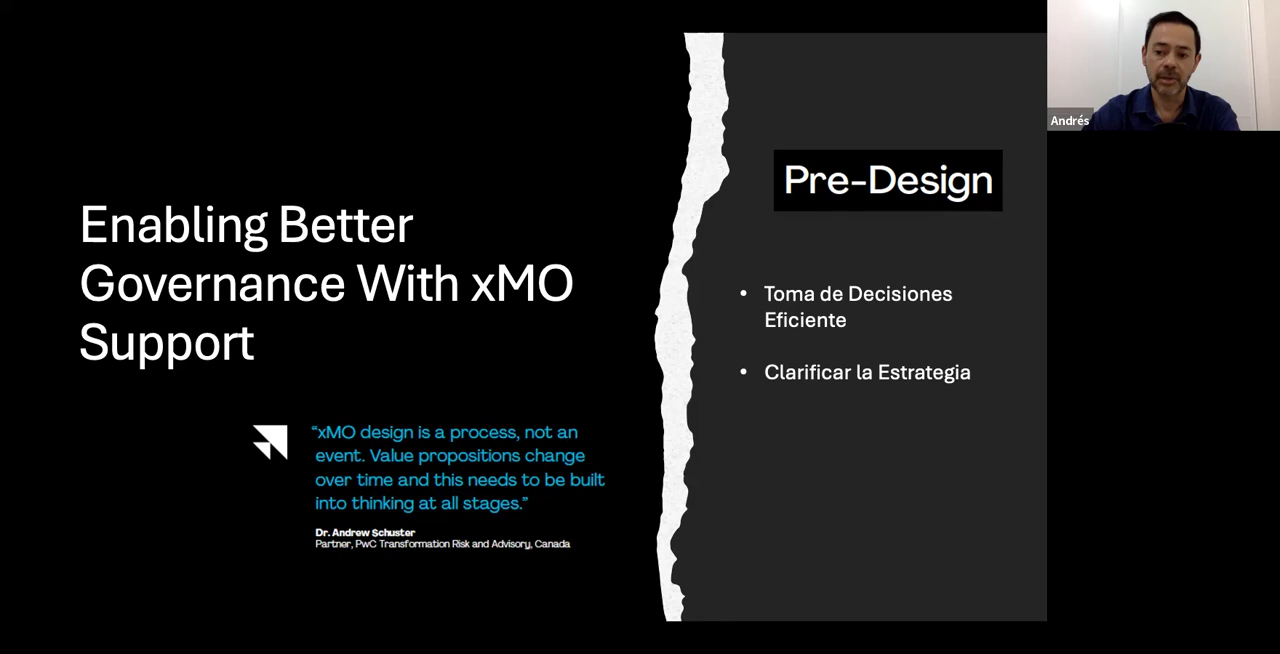 Enabling Better
Governance With xMO
Support
“xMO design is a process, not an
event. Value propositions change
over time and this needs to be built
into thinking at all stages.”
Dr. Andrew Schuster
Partner, PwC Transformation Risk and Advisory, Canada
Pre-Design
• Toma de Decisiones
Eficiente
• Clarificar la Estrategia
Andrés